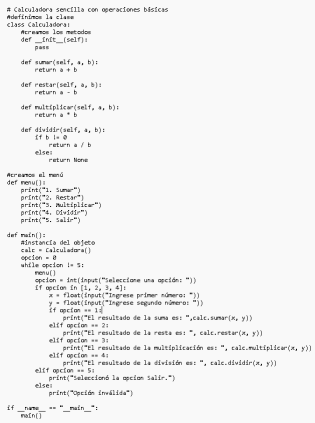 # Calculadora sencilla con operaciones básicas
#definimos la clase
class Calculadora:
    #creamos los metodos
    def __init__(self):
        pass

    def sumar(self, a, b):
        return a + b

    def restar(self, a, b):
        return a - b

    def multiplicar(self, a, b):
        return a * b

    def dividir(self, a, b):
        if b != 0
            return a / b
        else:
            return None

#creamos el menú
def menu():
    print("1. Sumar")
    print("2. Restar")
    print("3. Multiplicar")
    print("4. Dividir")
    print("5. Salir")

def main():
    #instancia del objeto
    calc = Calculadora()
    opcion = 0
    while opcion != 5:
        menu()
        opcion = int(input("Seleccione una opción: "))
        if opcion in [1, 2, 3, 4]:
            x = float(input("Ingrese primer número: "))
            y = float(input("Ingrese segundo número: "))
            if opcion == 1:
                print("El resultado de la suma es: ",calc.sumar(x, y))
            elif opcion == 2:
                print("El resultado de la resta es: ", calc.restar(x, y))
            elif opcion == 3:
                print("El resultado de la multiplicación es: ", calc.multiplicar(x, y))
            elif opcion == 4:
                print("El resultado de la división es: ", calc.dividir(x, y))
        elif opcion == 5:
            print("Seleccionó la opcion Salir.")
        else:
            print("Opción inválida")

if __name__ == "__main__":
    main()